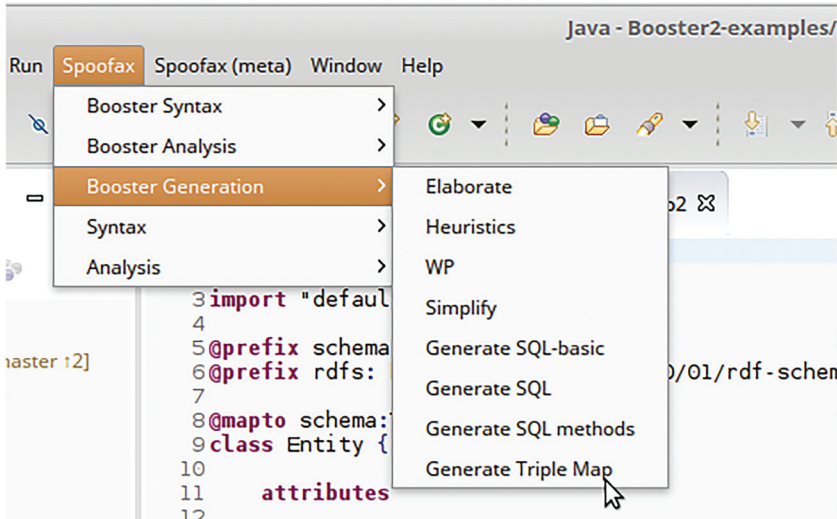 Java - Booster2-examples/
Run Spoofax Spoofax (meta) Window Help
Booster Syntax
Booster Analysis
Booster Generation
Syntax
Analysis
Elaborate
Heuristics
WP
Simplify
Generate SQL-basic
Generate SQL
Generate SQL methods
Generate Triple Map
2
3 import "defaul
4
5 @prefix schema
6 @prefix rdfs: /01/rdf-schem
7
8 @mapto schema:
9 class Entity {
10
11 attributes
12
↑2]